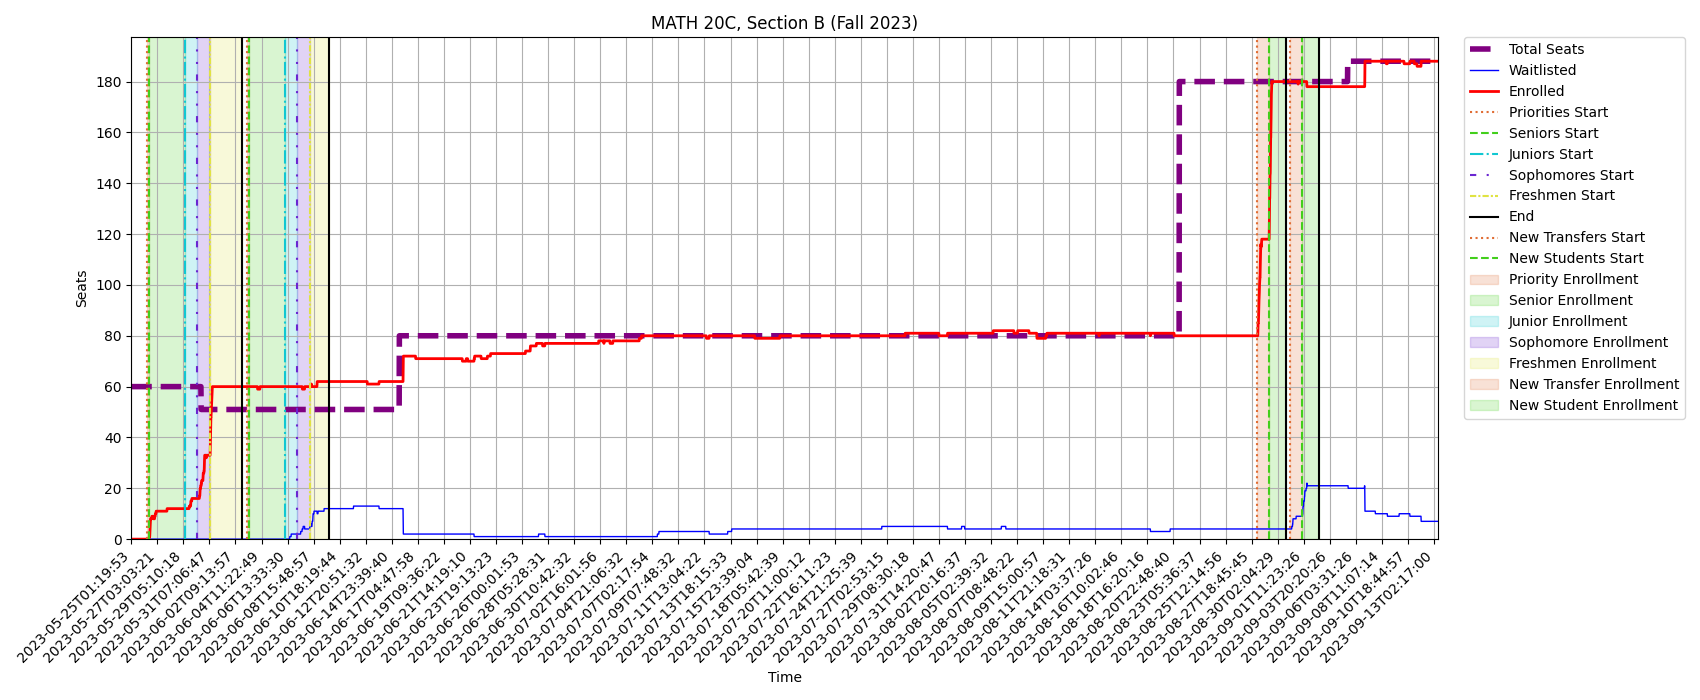 MATH 20C, Section B (Fall 2023)
Seats
180
160
140
120
100
80
60
40
20
0
2023-05-25T01:19:53
2023-05-27T03:03:21
2023-05-29T05:10:18
2023-05-31T07:06:47
2023-06-02T09:13:57
2023-06-04T11:22:49
2023-06-06T13:33:30
2023-06-08T15:48:57
2023-06-10T18:19:44
2023-06-12T20:51:32
2023-06-14T23:39:40
2023-06-17T04:47:58
2023-06-19T09:36:22
2023-06-21T14:19:10
2023-06-23T19:13:23
2023-06-26T00:01:53
2023-06-28T05:28:31
2023-06-30T10:42:32
2023-07-02T16:01:56
2023-07-04T21:06:32
2023-07-07T02:17:54
2023-07-09T07:48:32
2023-07-11T13:04:22
2023-07-13T18:15:33
2023-07-15T23:39:04
2023-07-18T05:42:39
2023-07-20T11:00:12
2023-07-22T16:11:23
2023-07-24T21:25:39
2023-07-27T02:53:15
2023-07-29T08:30:18
2023-07-31T14:20:47
2023-08-02T20:16:37
2023-08-05T02:39:32
2023-08-07T08:48:22
2023-08-09T15:00:57
2023-08-11T21:18:31
2023-08-14T03:37:26
2023-08-16T10:02:46
2023-08-18T16:20:16
2023-08-20T22:48:40
2023-08-23T05:36:37
2023-08-25T12:14:56
2023-08-27T18:45:45
2023-08-30T02:04:29
2023-09-01T11:23:26
2023-09-03T20:20:26
2023-09-06T03:31:26
2023-09-08T11:07:14
2023-09-10T18:44:57
2023-09-13T02:17:00
Time
Total Seats
Waitlisted
Enrolled
Priorities Start
Seniors Start
Juniors Start
Sophomores Start
Freshmen Start
End
New Transfers Start
New Students Start
Priority Enrollment
Senior Enrollment
Junior Enrollment
Sophomore Enrollment
Freshmen Enrollment
New Transfer Enrollment
New Student Enrollment